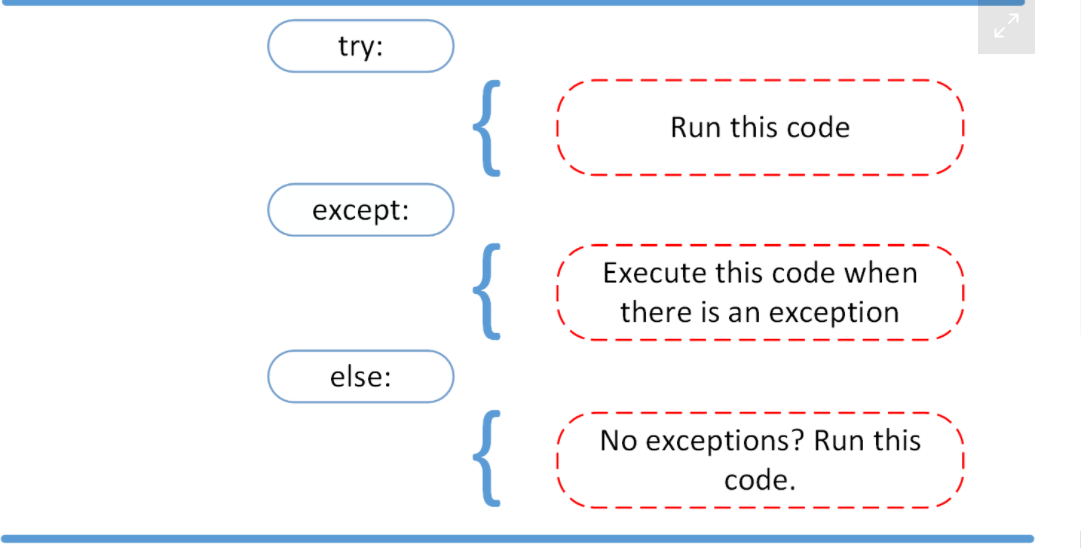 try:
Run this code
except:
Execute this code when
there is an exception
else:
No exceptions? Run this
code.